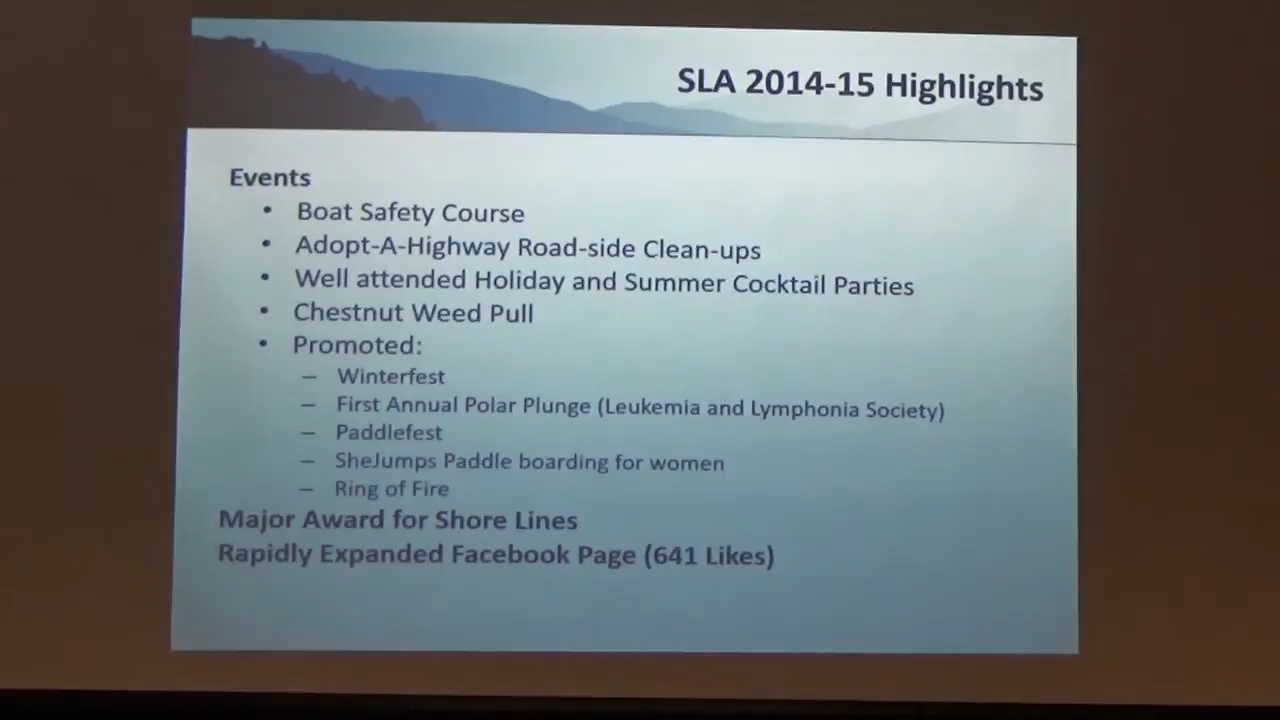 SLA 2014-15 Highlights
Events
• Boat Safety Course
• Adopt-A-Highway Road-side Clean-ups
• Well attended Holiday and Summer Cocktail Parties
• Chestnut Weed Pull
• Promoted:
– Winterfest
– First Annual Polar Plunge (Leukemia and Lymphonia Society)
– Paddlefest
– SheJumps Paddle boarding for women
– Ring of Fire
Major Award for Shore Lines
Rapidly Expanded Facebook Page (641 Likes)